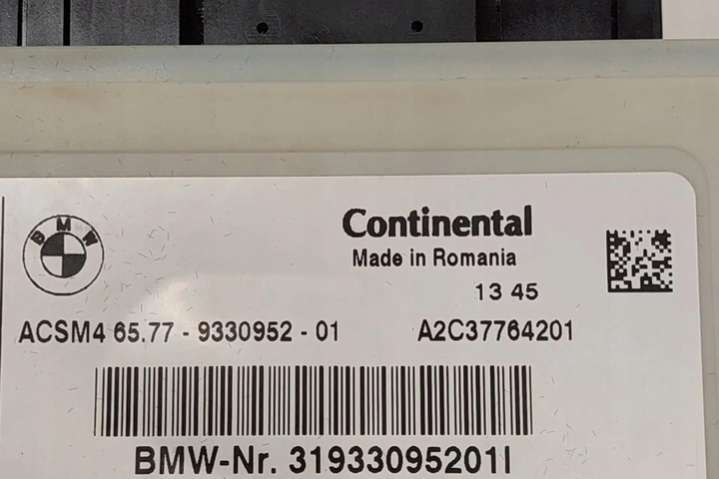 BMW
Continental
Made in Romania
13 45
ACSM4 65.77 - 9330952 - 01 A2C37764201
BMW-Nr. 31933095201I